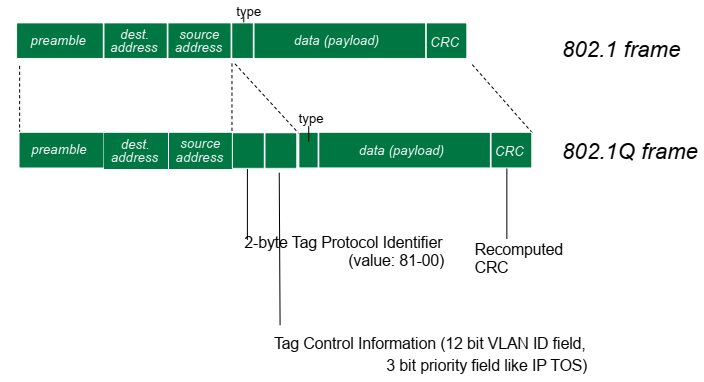 type
preamble
dest.
address
source
address
data (payload)
CRC
802.1 frame
type
preamble
dest.
address
source
address
data (payload)
CRC
802.1Q frame
2-byte Tag Protocol Identifier
(value: 81-00)
Recomputed
CRC
Tag Control Information (12 bit VLAN ID field,
3 bit priority field like IP TOS)